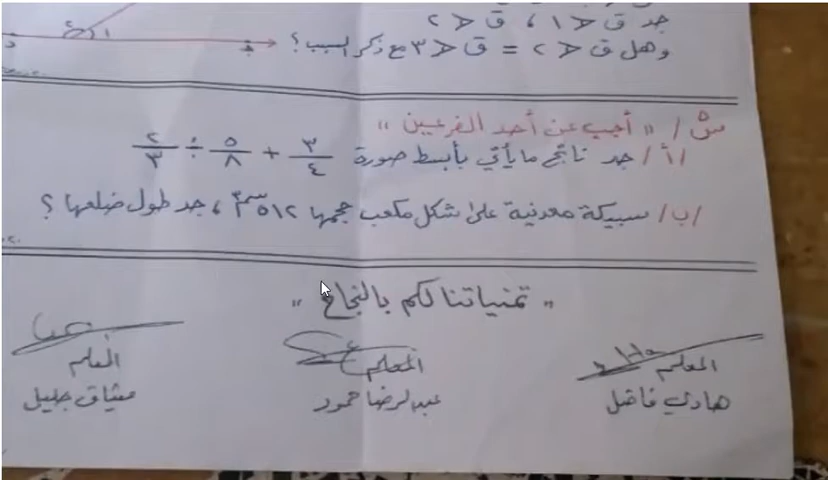 جد ق ∢ ١ ، ق ∢ ٢
وهل ق ∢ ٢ = ق ∢ ٣ مع ذكر السبب ؟
س٥ / " أجب عن أحد الفرعين "
/أ/ جد ناتج ما يأتي بأبسط صورة ٣/٤ + ٥/٨ ÷ ٢/٣
/ب/ سبيكة معدنية على شكل مكعب حجمها ٥١٢ سم٣ ، جد طول ضلعها ؟
" تمنياتنا لكم بالنجاح "
المعلم المعلم المعلم
هادي فاضل عبد الرضا حمود ميثاق جليل